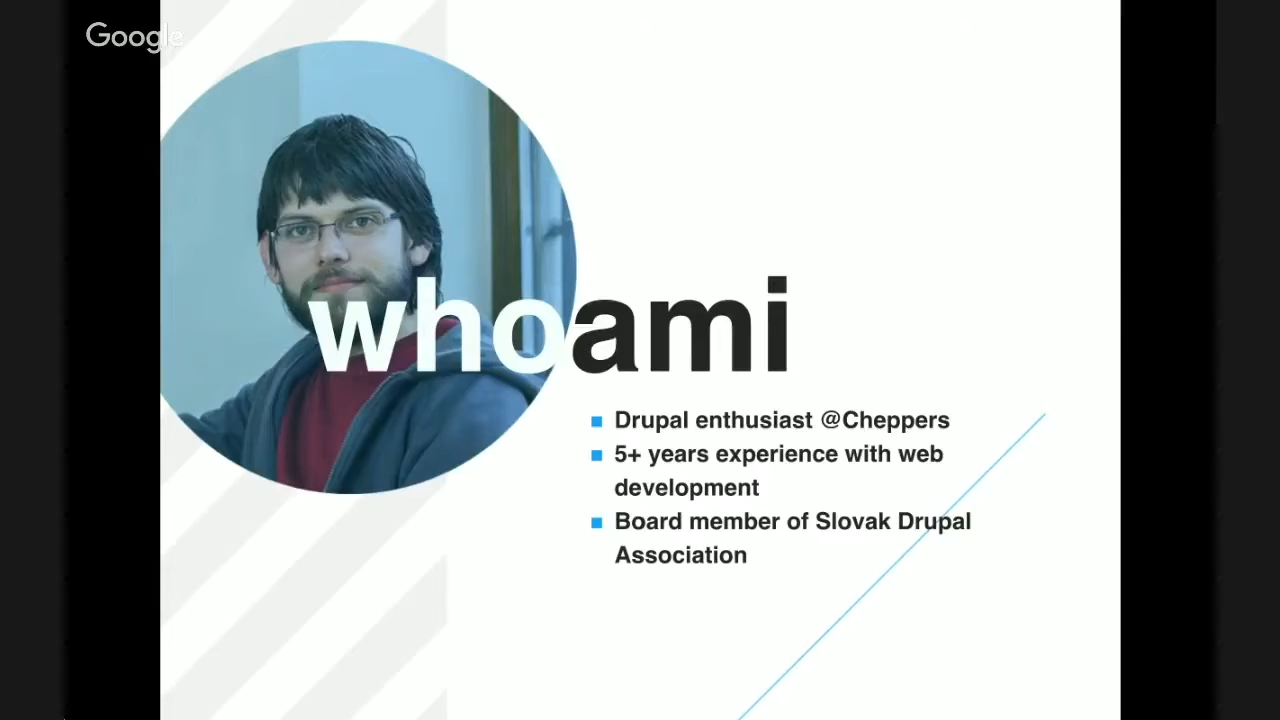 Google
whoami
Drupal enthusiast @Cheppers
5+ years experience with web
development
Board member of Slovak Drupal
Association